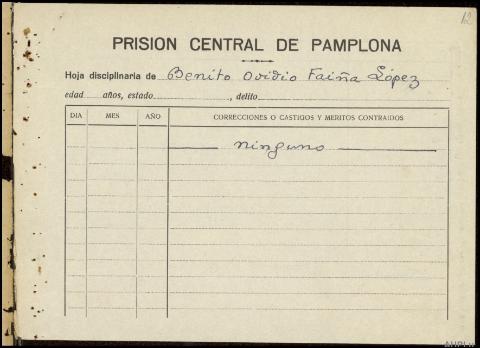 12
PRISION CENTRAL DE PAMPLONA
Hoja disciplinaria de Benito Ovidio Faiña López
edad años, estado , delito
DIA MES AÑO CORRECCIONES O CASTIGOS Y MERITOS CONTRAIDOS
ninguno